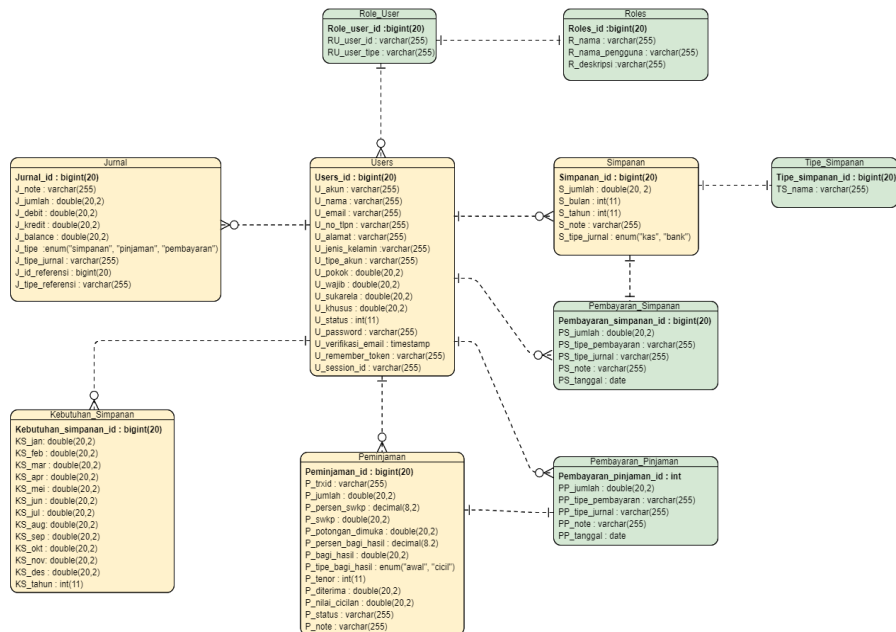 Role_User
Role_user_id :bigint(20)
RU_user_id : varchar(255)
RU_user_tipe : varchar(255)
Roles
Roles_id : bigint(20)
R_nama : varchar(255)
R_nama_pengguna : varchar(255)
R_deskripsi :varchar(255)
Jurnal
Jurnal_id : bigint(20)
J_note : varchar(255)
J_jumlah : double(20,2)
J_debit : double(20,2)
J_kredit : double(20,2)
J_balance : double(20,2)
J_tipe :enum("simpanan", "pinjaman", "pembayaran")
J_tipe_jurnal : varchar(255)
J_id_referensi : bigint(20)
J_tipe_referensi : varchar(255)
Users
Users_id : bigint(20)
U_akun : varchar(255)
U_nama : varchar(255)
U_email : varchar(255)
U_no_tlpn : varchar(255)
U_alamat : varchar(255)
U_jenis_kelamin :varchar(255)
U_tipe_akun : varchar(255)
U_pokok : double(20,2)
U_wajib : double(20,2)
U_sukarela : double(20,2)
U_khusus : double(20,2)
U_status : int(11)
U_password : varchar(255)
U_verifikasi_email : timestamp
U_remember_token : varchar(255)
U_session_id : varchar(255)
Simpanan
Simpanan_id : bigint(20)
S_jumlah : double(20, 2)
S_bulan : int(11)
S_tahun : int(11)
S_note : varchar(255)
S_tipe_jurnal : enum("kas", "bank")
Tipe_Simpanan
Tipe_simpanan_id : bigint(20)
TS_nama : varchar(255)
Pembayaran_Simpanan
Pembayaran_simpanan_id : bigint(20)
PS_jumlah : double(20,2)
PS_tipe_pembayaran : varchar(255)
PS_tipe_jurnal : varchar(255)
PS_note : varchar(255)
PS_tanggal : date
Kebutuhan_Simpanan
Kebutuhan_simpanan_id : bigint(20)
KS_jan: double(20,2)
KS_feb : double(20,2)
KS_mar : double(20,2)
KS_apr : double(20,2)
KS_mei : double(20,2)
KS_jun : double(20,2)
KS_jul : double(20,2)
KS_aug: double(20,2)
KS_sep : double(20,2)
KS_okt : double(20,2)
KS_nov: double(20,2)
KS_des : double(20,2)
KS_tahun : int(11)
Peminjaman
Peminjaman_id : bigint(20)
P_trxid : varchar(255)
P_jumlah : double(20,2)
P_persen_swkp : decimal(8,2)
P_swkp : double(20,2)
P_potongan_dimuka : double(20,2)
P_persen_bagi_hasil : decimal(8.2)
P_bagi_hasil : double(20,2)
P_tipe_bagi_hasil : enum("awal", "cicil")
P_tenor : int(11)
P_diterima : double(20,2)
P_nilai_cicilan : double(20,2)
P_status : varchar(255)
P_note : varchar(255)
Pembayaran_Pinjaman
Pembayaran_pinjaman_id : int
PP_jumlah : double(20,2)
PP_tipe_pembayaran : varchar(255)
PP_tipe_jurnal : varchar(255)
PP_note : varchar(255)
PP_tanggal : date